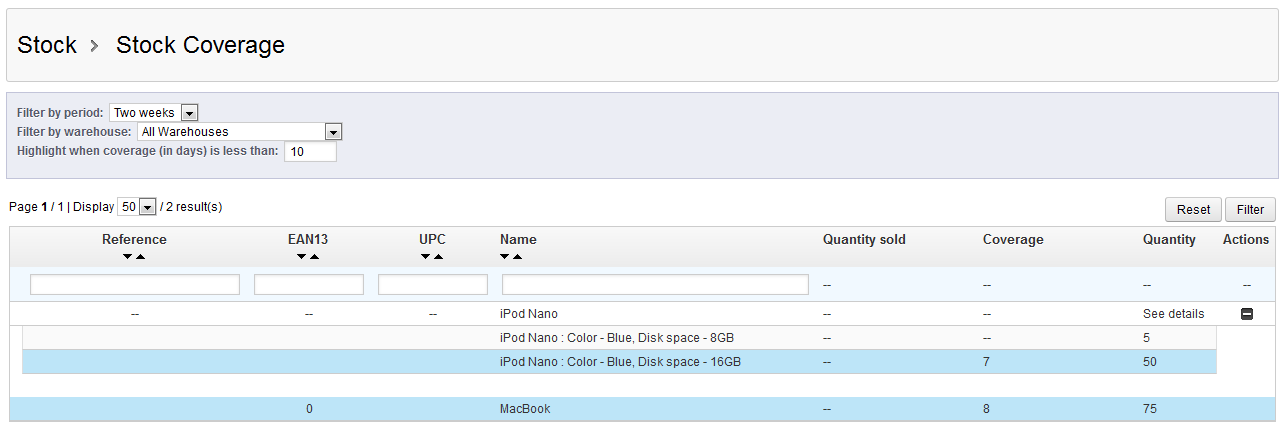 Stock > Stock Coverage
Filter by period: Two weeks
Filter by warehouse: All Warehouses
Highlight when coverage (in days) is less than: 10
Page 1 / 1 | Display 50 / 2 result(s) Reset Filter
Reference EAN13 UPC Name Quantity sold Coverage Quantity Actions
-- -- -- --
-- -- -- iPod Nano -- -- See details
iPod Nano : Color - Blue, Disk space - 8GB -- -- 5
iPod Nano : Color - Blue, Disk space - 16GB -- 7 50
0 MacBook -- 8 75